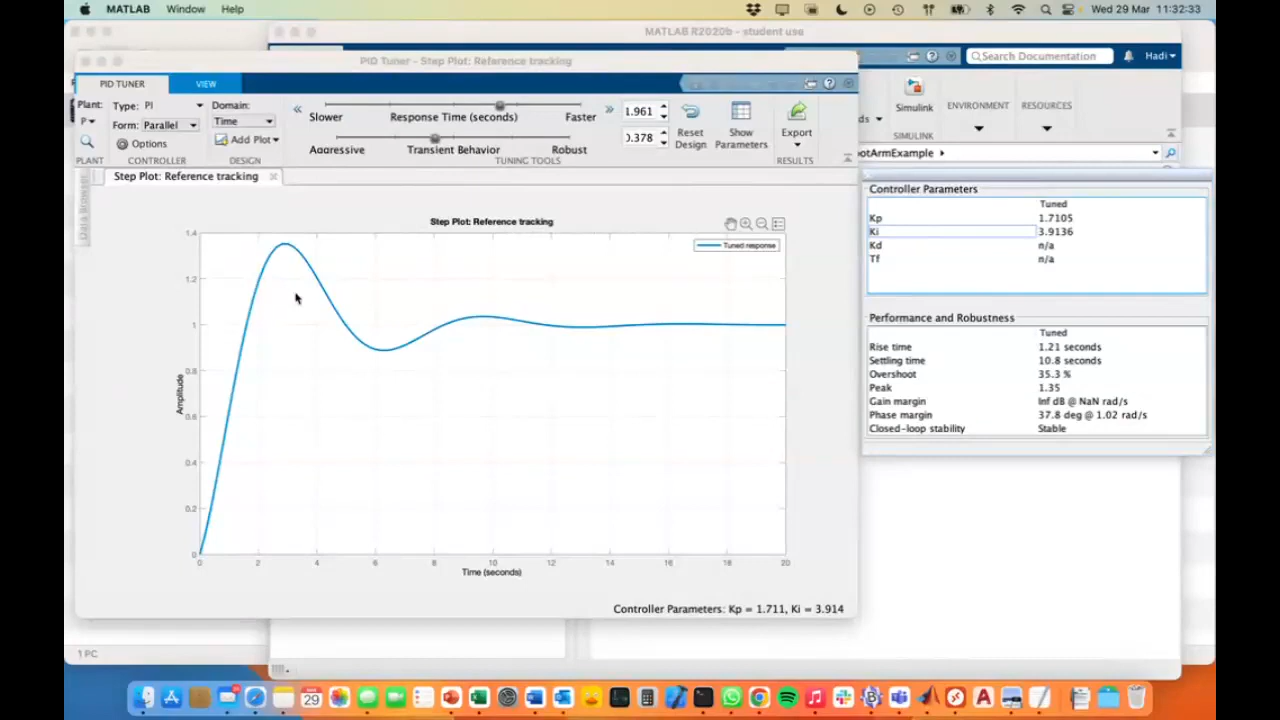 MATLAB Window Help Wed 29 Mar 11:32:33
MATLAB R2020b - student use
PID Tuner - Step Plot: Reference tracking
PID TUNER VIEW
Search Documentation Hadi
Plant: Type: PI Domain:
P Form: Parallel Time
Options Add Plot
PLANT CONTROLLER DESIGN
Slower Response Time (seconds) Faster 1.961
Aggressive Transient Behavior Robust 0.378
TUNING TOOLS
Reset Design
Show Parameters
Export
RESULTS
Simulink ENVIRONMENT RESOURCES
SIMULINK
otArmExample
Step Plot: Reference tracking
Data Browser
Step Plot: Reference tracking
Tuned response
Amplitude
1.4
1.2
1
0.8
0.6
0.4
0.2
0
0 2 4 6 8 10 12 14 16 18 20
Time (seconds)
Controller Parameters: Kp = 1.711, Ki = 3.914
Controller Parameters
Tuned
Kp 1.7105
Ki 3.9136
Kd n/a
Tf n/a
Performance and Robustness
Tuned
Rise time 1.21 seconds
Settling time 10.8 seconds
Overshoot 35.3 %
Peak 1.35
Gain margin Inf dB @ NaN rad/s
Phase margin 37.8 deg @ 1.02 rad/s
Closed-loop stability Stable
1 PC
29